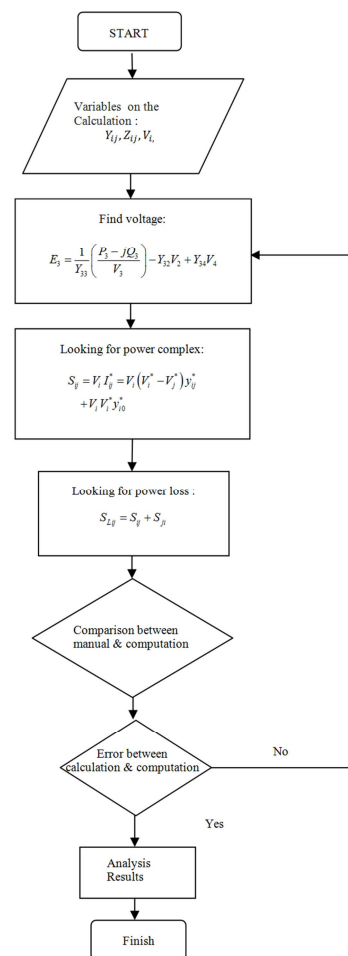 START
Variables on the
Calculation :
Y_{ij}, Z_{ij}, V_{i,}
Find voltage:
E_3 = \frac{1}{Y_{33}} \left( \frac{P_3 - jQ_3}{V_3} \right) - Y_{32}V_2 + Y_{34}V_4
Looking for power complex:
S_{ij} = V_i I_{ij}^* = V_i (V_i^* - V_j^*) y_{ij}^*
+ V_i V_i^* y_{i0}^*
Looking for power loss :
S_{Lij} = S_{ij} + S_{ji}
Comparison between
manual & computation
Error between
calculation & computation
No
Yes
Analysis
Results
Finish